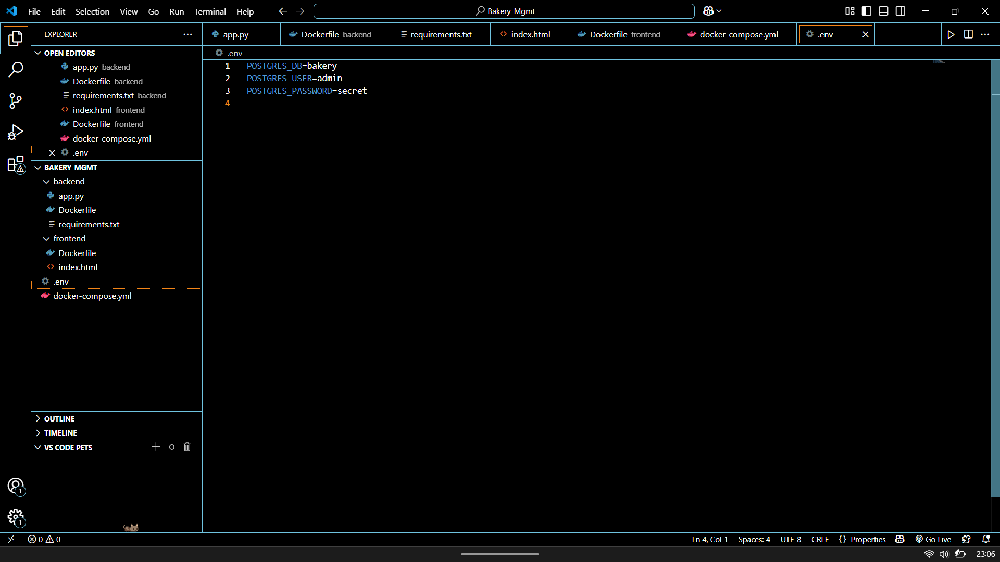 File Edit Selection View Go Run Terminal Help
Bakery_Mgmt
EXPLORER
app.py
Dockerfile backend
requirements.txt
index.html
Dockerfile frontend
docker-compose.yml
.env
OPEN EDITORS
app.py backend
Dockerfile backend
requirements.txt backend
index.html frontend
Dockerfile frontend
docker-compose.yml
.env
BAKERY_MGMT
backend
app.py
Dockerfile
requirements.txt
frontend
Dockerfile
index.html
.env
docker-compose.yml
OUTLINE
TIMELINE
VS CODE PETS
.env
1 POSTGRES_DB=bakery
2 POSTGRES_USER=admin
3 POSTGRES_PASSWORD=secret
4
1
1
0 0
Ln 4, Col 1 Spaces: 4 UTF-8 CRLF {} Properties Go Live
23:06